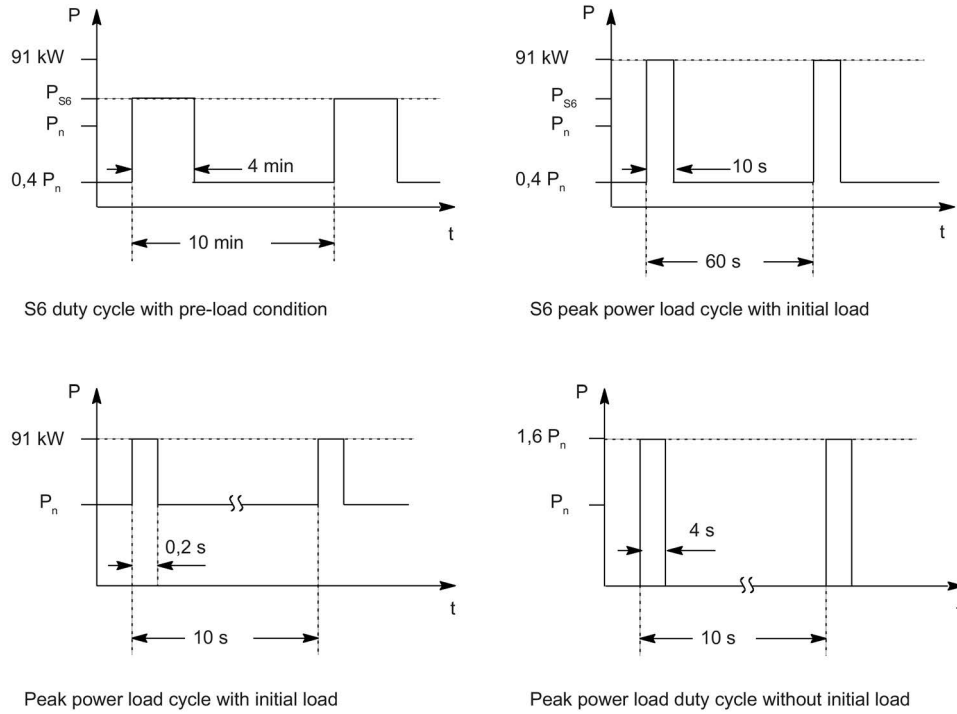 P
91 kW
P_S6
P_n
0,4 P_n
4 min
10 min
t
S6 duty cycle with pre-load condition
P
91 kW
P_S6
P_n
0,4 P_n
10 s
60 s
t
S6 peak power load cycle with initial load
P
91 kW
P_n
0,2 s
10 s
t
Peak power load cycle with initial load
P
1,6 P_n
P_n
4 s
10 s
Peak power load duty cycle without initial load